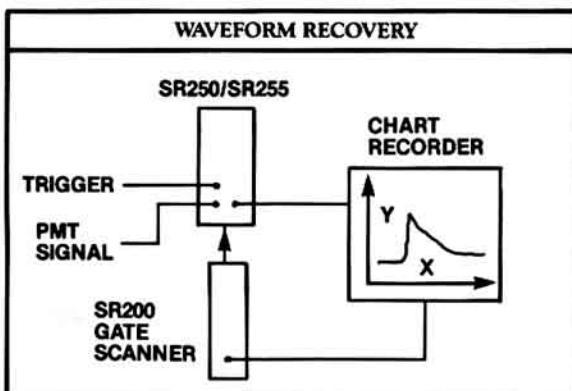 WAVEFORM RECOVERY
SR250/SR255
CHART
RECORDER
TRIGGER
PMT
SIGNAL
Y
X
SR200
GATE
SCANNER